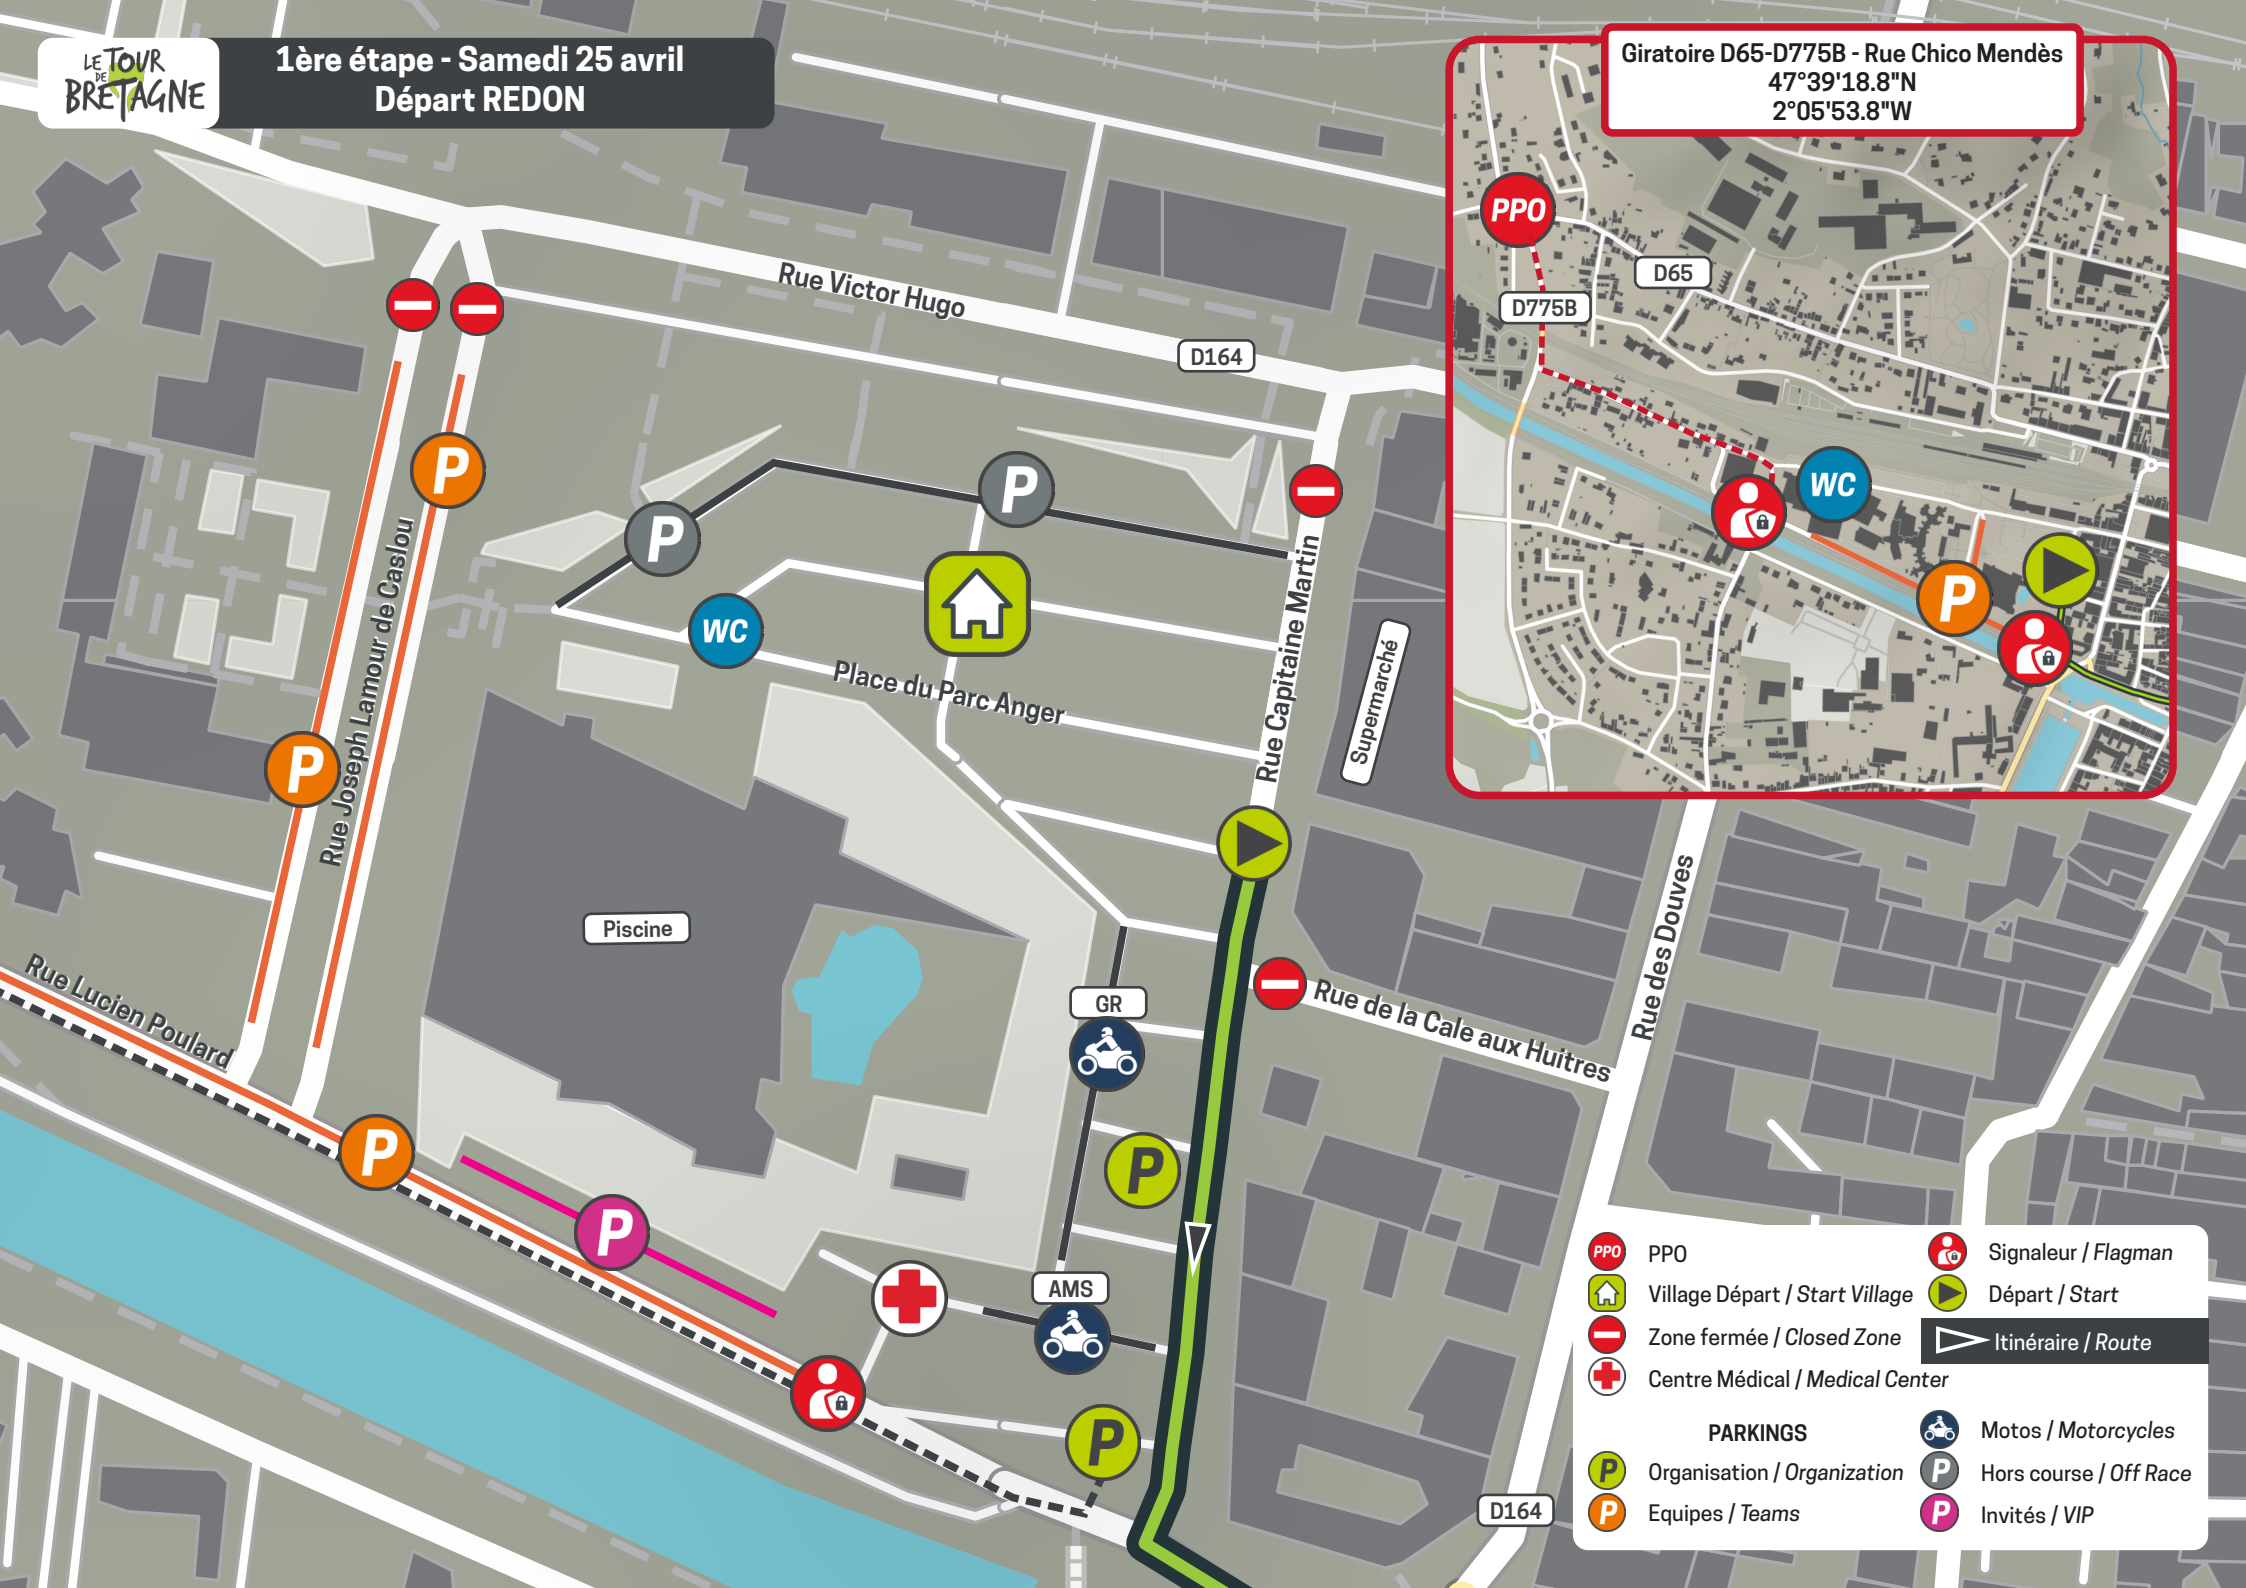 LE TOUR
DE
BRETAGNE
1ère étape - Samedi 25 avril
Départ REDON
Giratoire D65-D775B - Rue Chico Mendès
47°39'18.8"N
2°05'53.8"W
PPO
D65
D775B
WC
P
Rue Victor Hugo
D164
P
P
P
WC
Place du Parc Anger
Rue Capitaine Martin
Supermarché
Rue Joseph Lamour de Caslou
P
Piscine
Rue Lucien Poulard
GR
Rue de la Cale aux Huitres
Rue des Douves
P
P
P
AMS
P
D164
PPO PPO
Village Départ / Start Village
Zone fermée / Closed Zone
Centre Médical / Medical Center
Signaleur / Flagman
Départ / Start
Itinéraire / Route
PARKINGS
P Organisation / Organization
P Equipes / Teams
Motos / Motorcycles
P Hors course / Off Race
P Invités / VIP